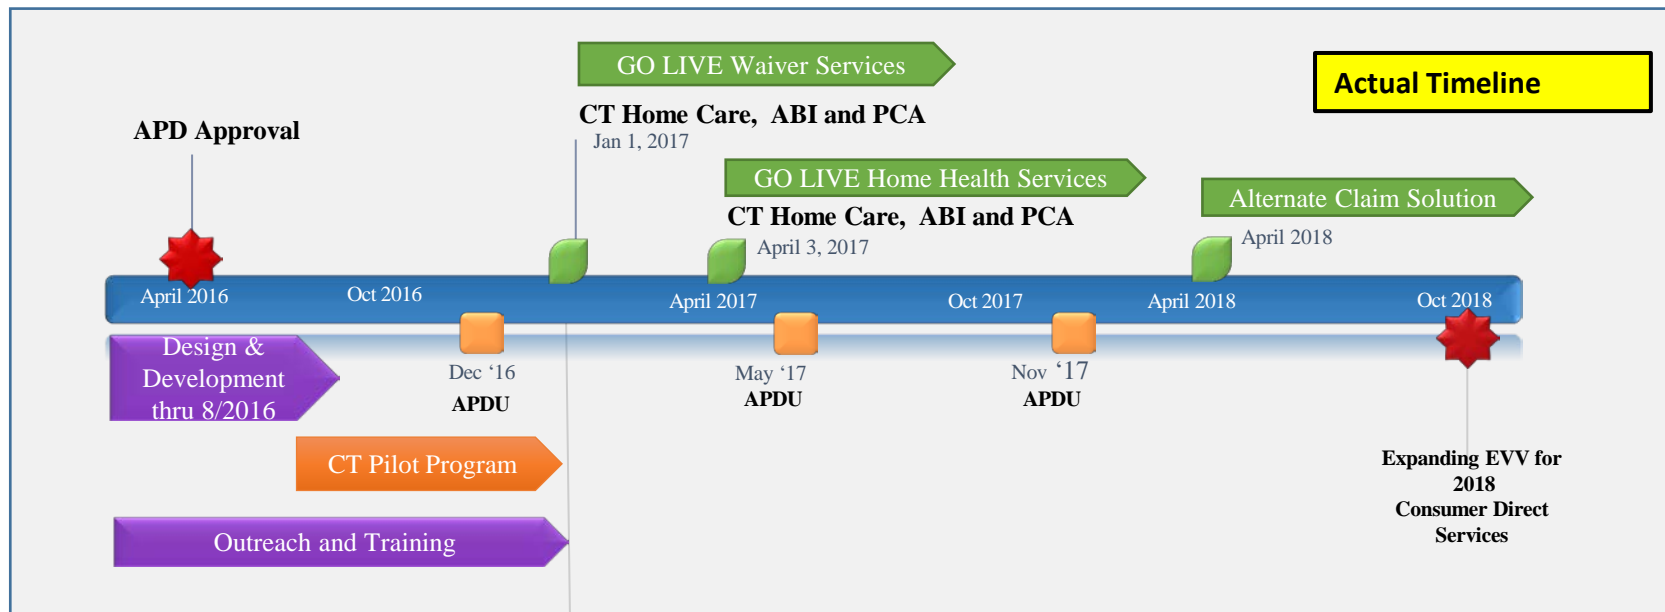 GO LIVE Waiver Services
Actual Timeline
CT Home Care, ABI and PCA
Jan 1, 2017
APD Approval
GO LIVE Home Health Services
CT Home Care, ABI and PCA
April 3, 2017
Alternate Claim Solution
April 2018
April 2016
Oct 2016
April 2017
Oct 2017
April 2018
Oct 2018
Design &
Development
thru 8/2016
Dec ‘16
APDU
May ‘17
APDU
Nov ‘17
APDU
CT Pilot Program
Expanding EVV for
2018
Consumer Direct
Services
Outreach and Training